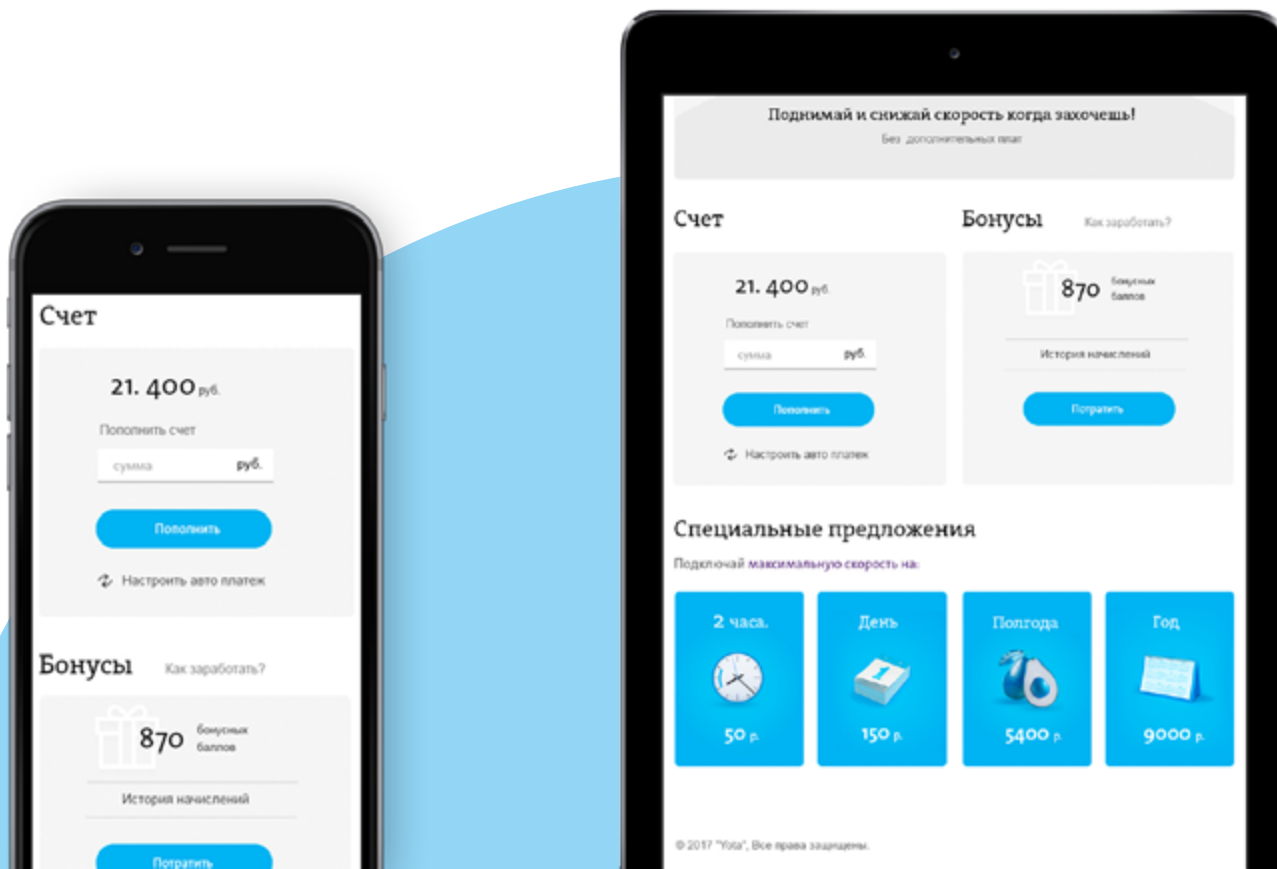 Счет
21. 400 руб.
Пополнить счет
сумма руб.
Пополнить
Настроить авто платеж
Бонусы Как заработать?
870 бонусных
баллов
История начислений
Потратить
Поднимай и снижай скорость когда захочешь!
Без дополнительных плат
Счет
21. 400 руб.
Пополнить счет
сумма руб.
Пополнить
Настроить авто платеж
Бонусы Как заработать?
870 бонусных
баллов
История начислений
Потратить
Специальные предложения
Подключай максимальную скорость на:
2 часа.
50 р.
День
1
150 р.
Полгода
5400 р.
Год
9000 р.
© 2017 "Yota", Все права защищены.